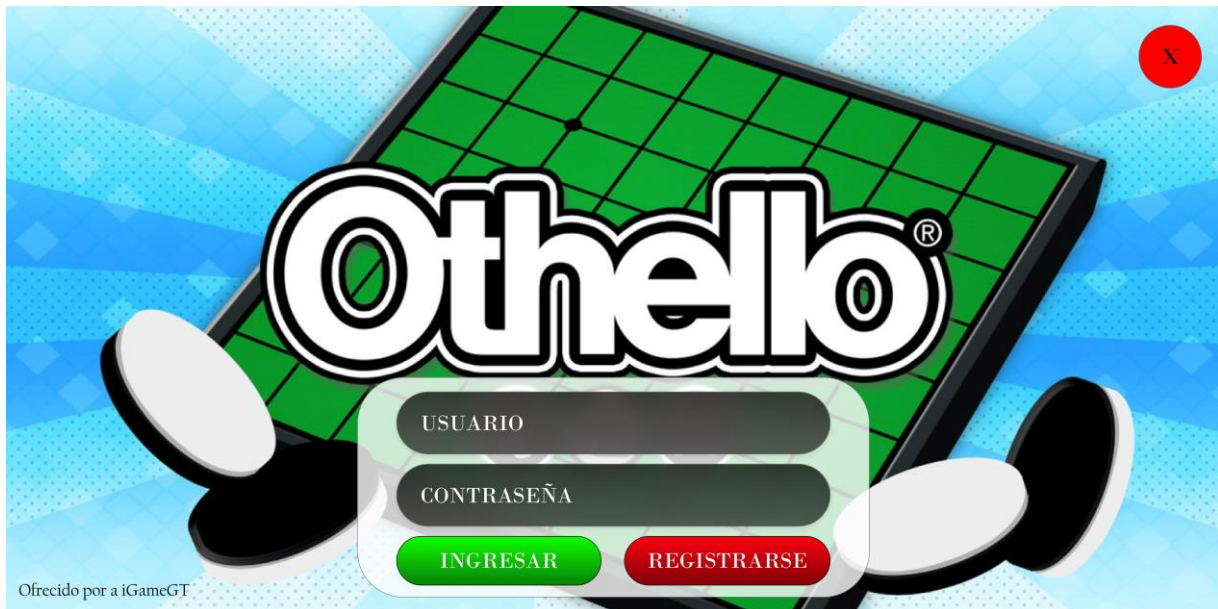 X
Othello®
USUARIO
CONTRASEÑA
INGRESAR
REGISTRARSE
Ofrecido por a iGameGT